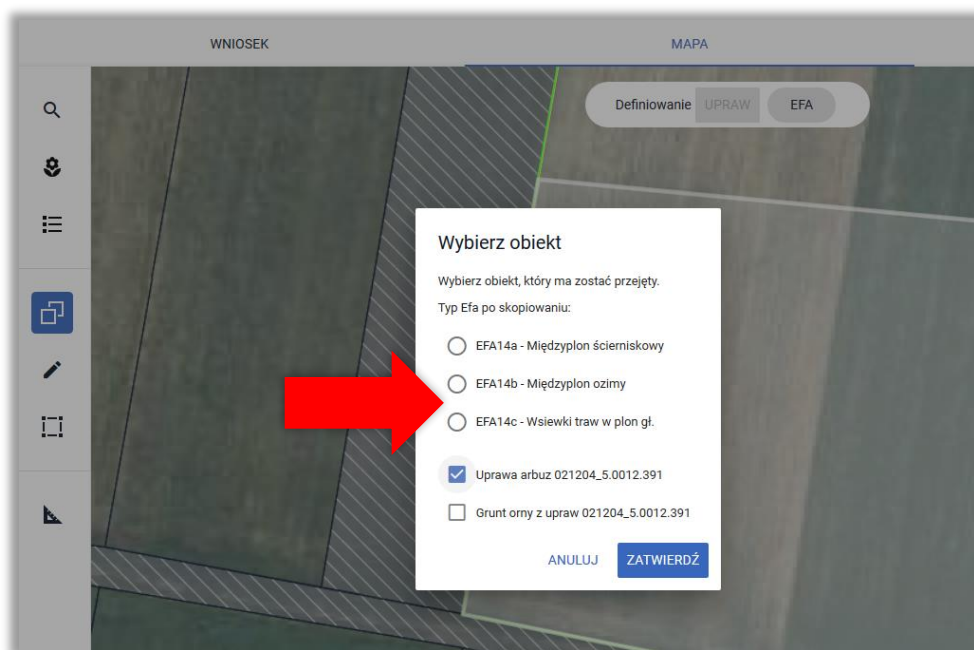 WNIOSEK
MAPA
Definiowanie UPRAW EFA
Wybierz obiekt
Wybierz obiekt, który ma zostać przejęty.
Typ Efa po skopiowaniu:
EFA14a - Międzyplon ścierniskowy
EFA14b - Międzyplon ozimy
EFA14c - Wsiewki traw w plon gł.
Uprawa arbuz 021204_5.0012.391
Grunt orny z upraw 021204_5.0012.391
ANULUJ ZATWIERDŹ